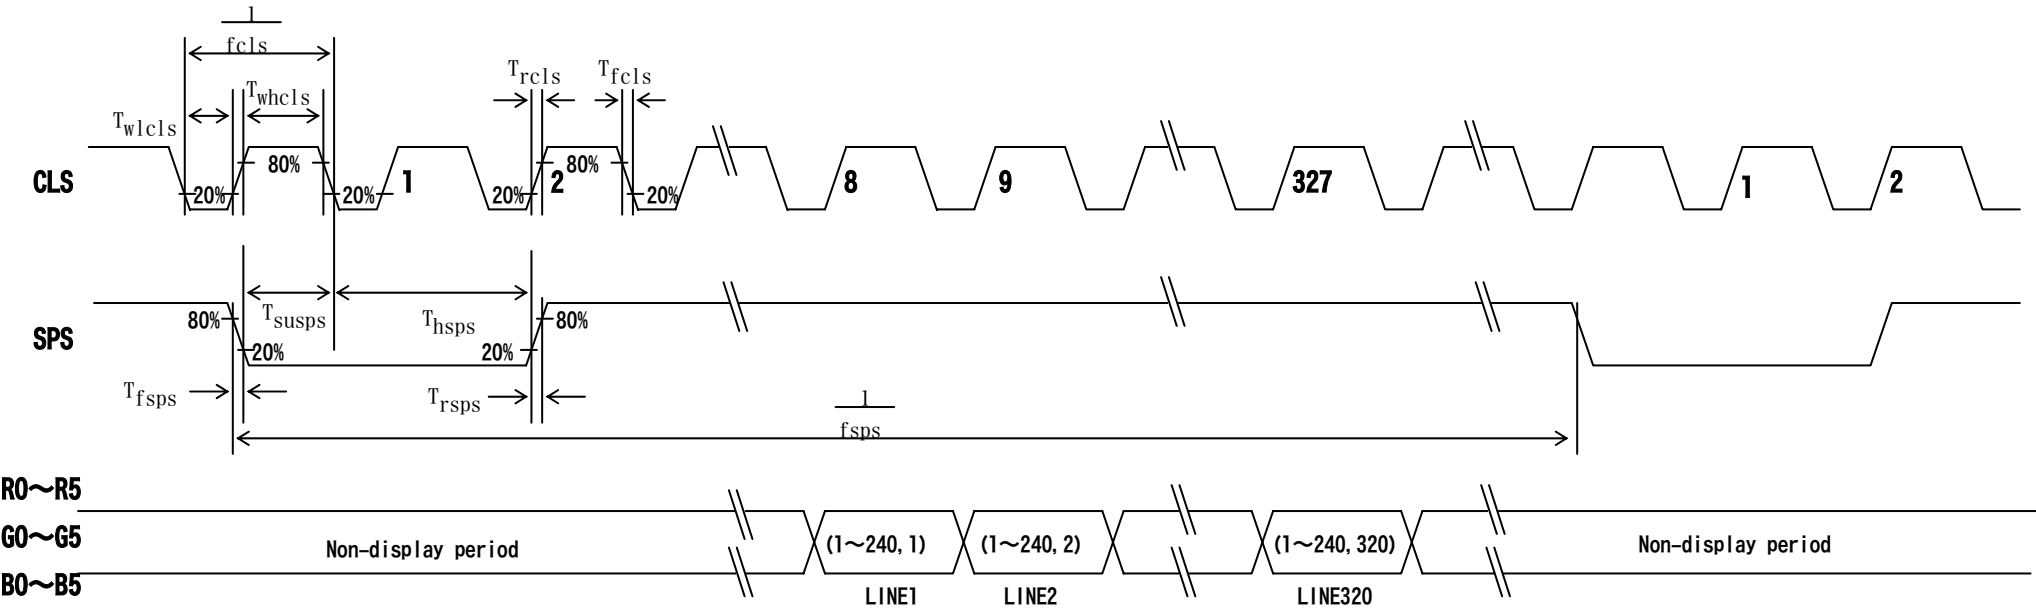 1
fcls
Twhcls
Trcls
Tfcls
Twlcls
CLS
20%
80%
20%
1
20%
2
80%
20%
8
9
327
1
2
SPS
80%
20%
Tsusps
Thsps
20%
80%
Tfsps
Trsps
1
fsps
R0～R5
G0～G5
B0～B5
Non-display period
(1～240, 1)
(1～240, 2)
(1～240, 320)
Non-display period
LINE1
LINE2
LINE320